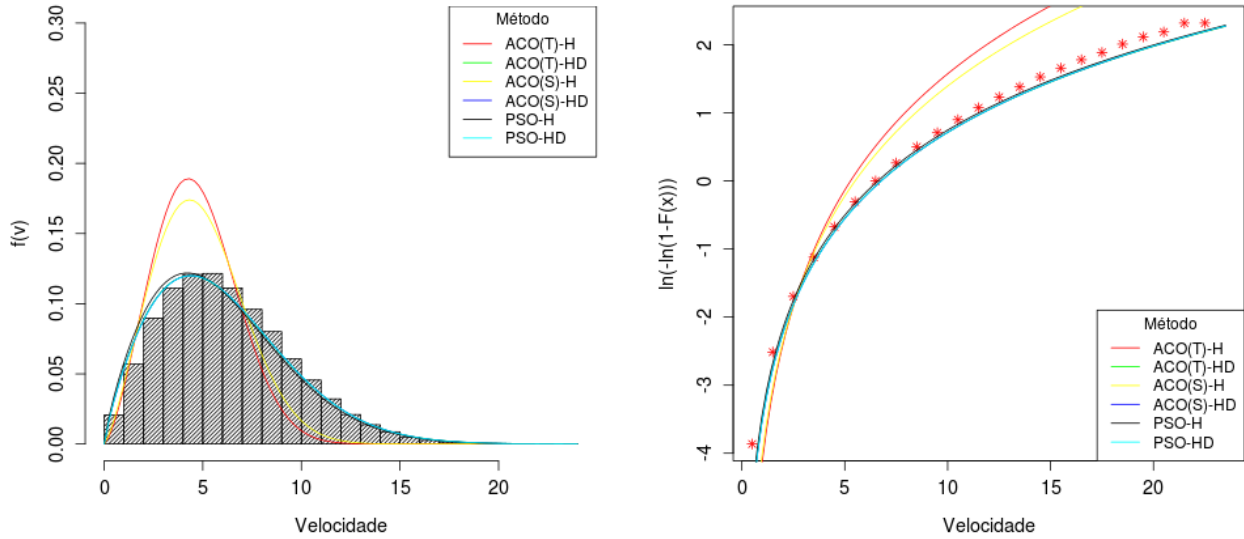 0.30
0.25
0.20
0.15
0.10
0.05
0.00
f(v)
0
5
10
15
20
Velocidade
Método
ACO(T)-H
ACO(T)-HD
ACO(S)-H
ACO(S)-HD
PSO-H
PSO-HD
2
1
0
-1
-2
-3
-4
ln(-ln(1-F(x)))
0
5
10
15
20
Velocidade
Método
ACO(T)-H
ACO(T)-HD
ACO(S)-H
ACO(S)-HD
PSO-H
PSO-HD